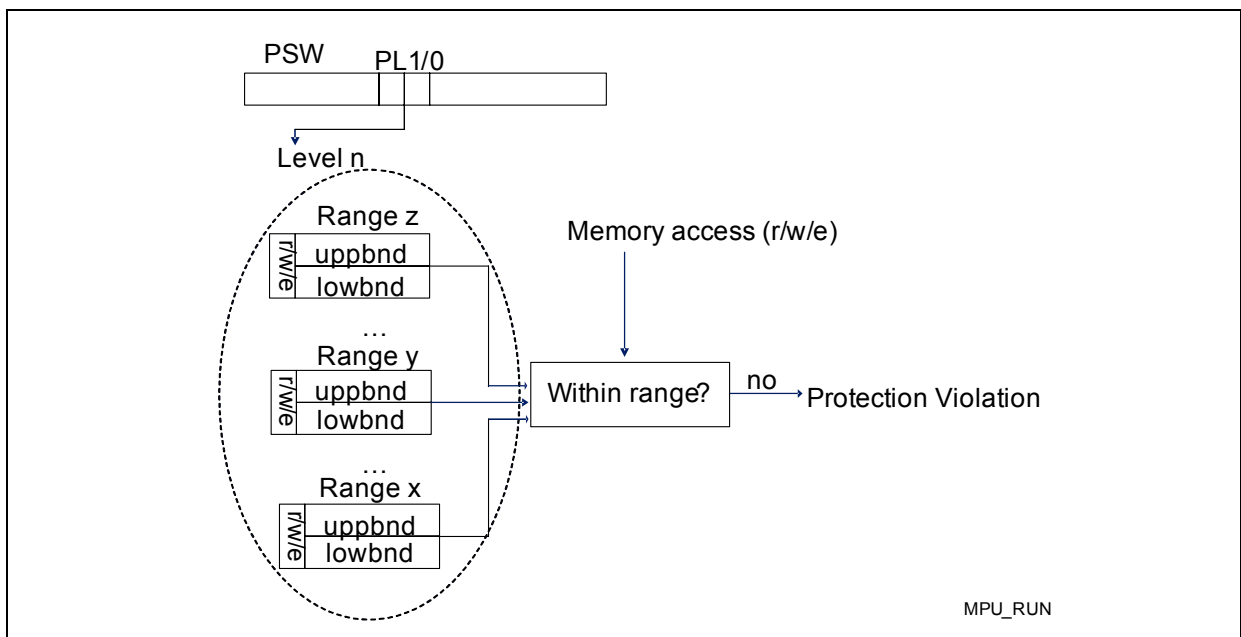 PSW PL1/0
Level n
Range z
r/w/e uppbnd
lowbnd
Memory access (r/w/e)
...
Range y
r/w/e uppbnd
lowbnd
Within range? no Protection Violation
...
Range x
r/w/e uppbnd
lowbnd
MPU_RUN